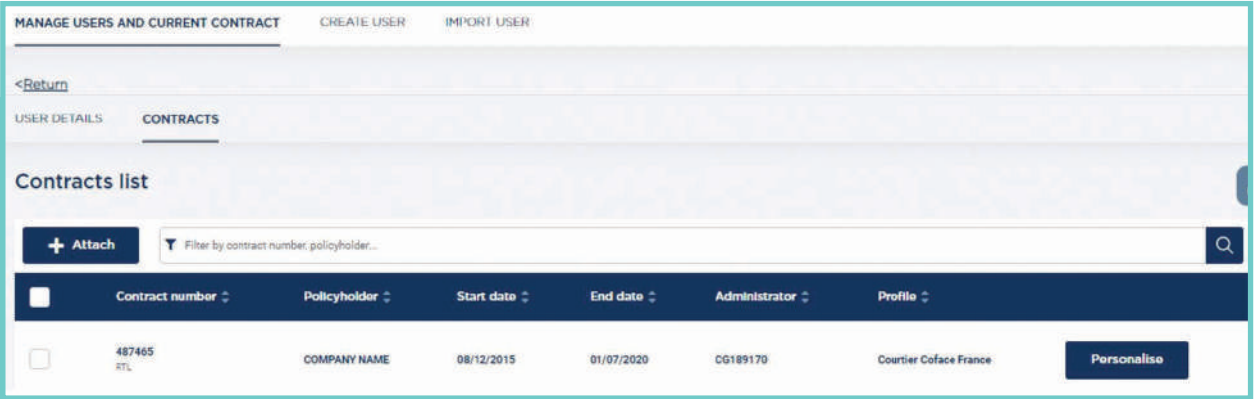 MANAGE USERS AND CURRENT CONTRACT CREATE USER IMPORT USER
<Return
USER DETAILS CONTRACTS
Contracts list
+ Attach Filter by contract number, policyholder...
Contract number Policyholder Start date End date Administrator Profile
487465 COMPANY NAME 08/12/2015 01/07/2020 CG189170 Courtier Coface France Personalise
RTL